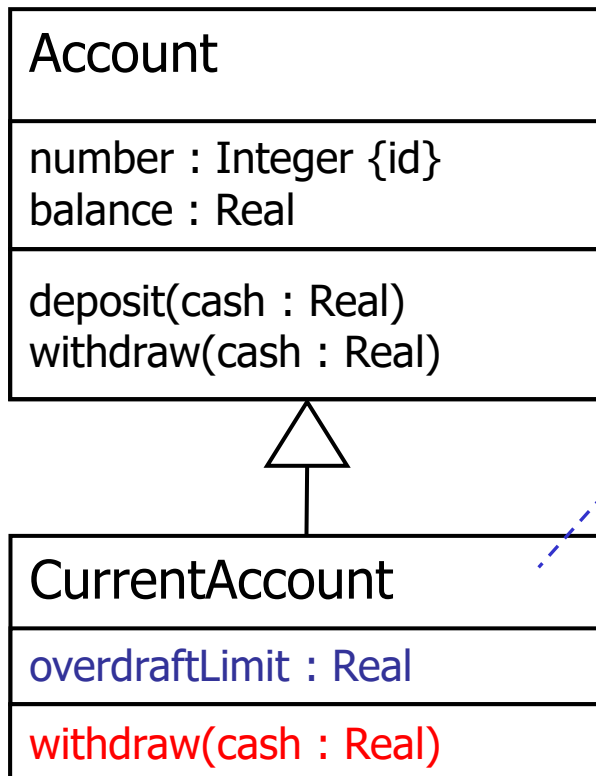 Account
number : Integer {id}
balance : Real
deposit(cash : Real)
withdraw(cash : Real)
CurrentAccount
overdraftLimit : Real
withdraw(cash : Real)